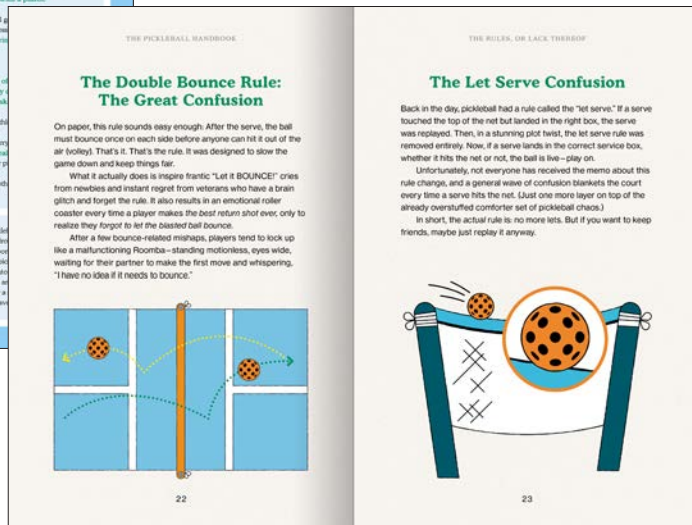 THE PICKLEBALL HANDBOOK
The Double Bounce Rule:
The Great Confusion
On paper, this rule sounds easy enough: After the serve, the ball
must bounce once on each side before anyone can hit it out of the
air (volley). That's it. That's the rule. It was designed to slow the
game down and keep things fair.
What it actually does is inspire frantic "Let it BOUNCE!" cries
from newbies and instant regret from veterans who have a brain
glitch and forget the rule. It also results in an emotional roller
coaster every time a player makes the best return shot ever, only to
realize they forgot to let the blasted ball bounce.
After a few bounce-related mishaps, players tend to lock up
like a malfunctioning Roomba–standing motionless, eyes wide,
waiting for their partner to make the first move and whispering,
"I have no idea if it needs to bounce."
22
THE RULES, OR LACK THEREOF
The Let Serve Confusion
Back in the day, pickleball had a rule called the "let serve." If a serve
touched the top of the net but landed in the right box, the serve
was replayed. Then, in a stunning plot twist, the let serve rule was
removed entirely. Now, if a serve lands in the correct service box,
whether it hits the net or not, the ball is live–play on.
Unfortunately, not everyone has received the memo about this
rule change, and a general wave of confusion blankets the court
every time a serve hits the net. (Just one more layer on top of the
already overstuffed comforter set of pickleball chaos.)
In short, the actual rule is: no more lets. But if you want to keep
friends, maybe just replay it anyway.
23